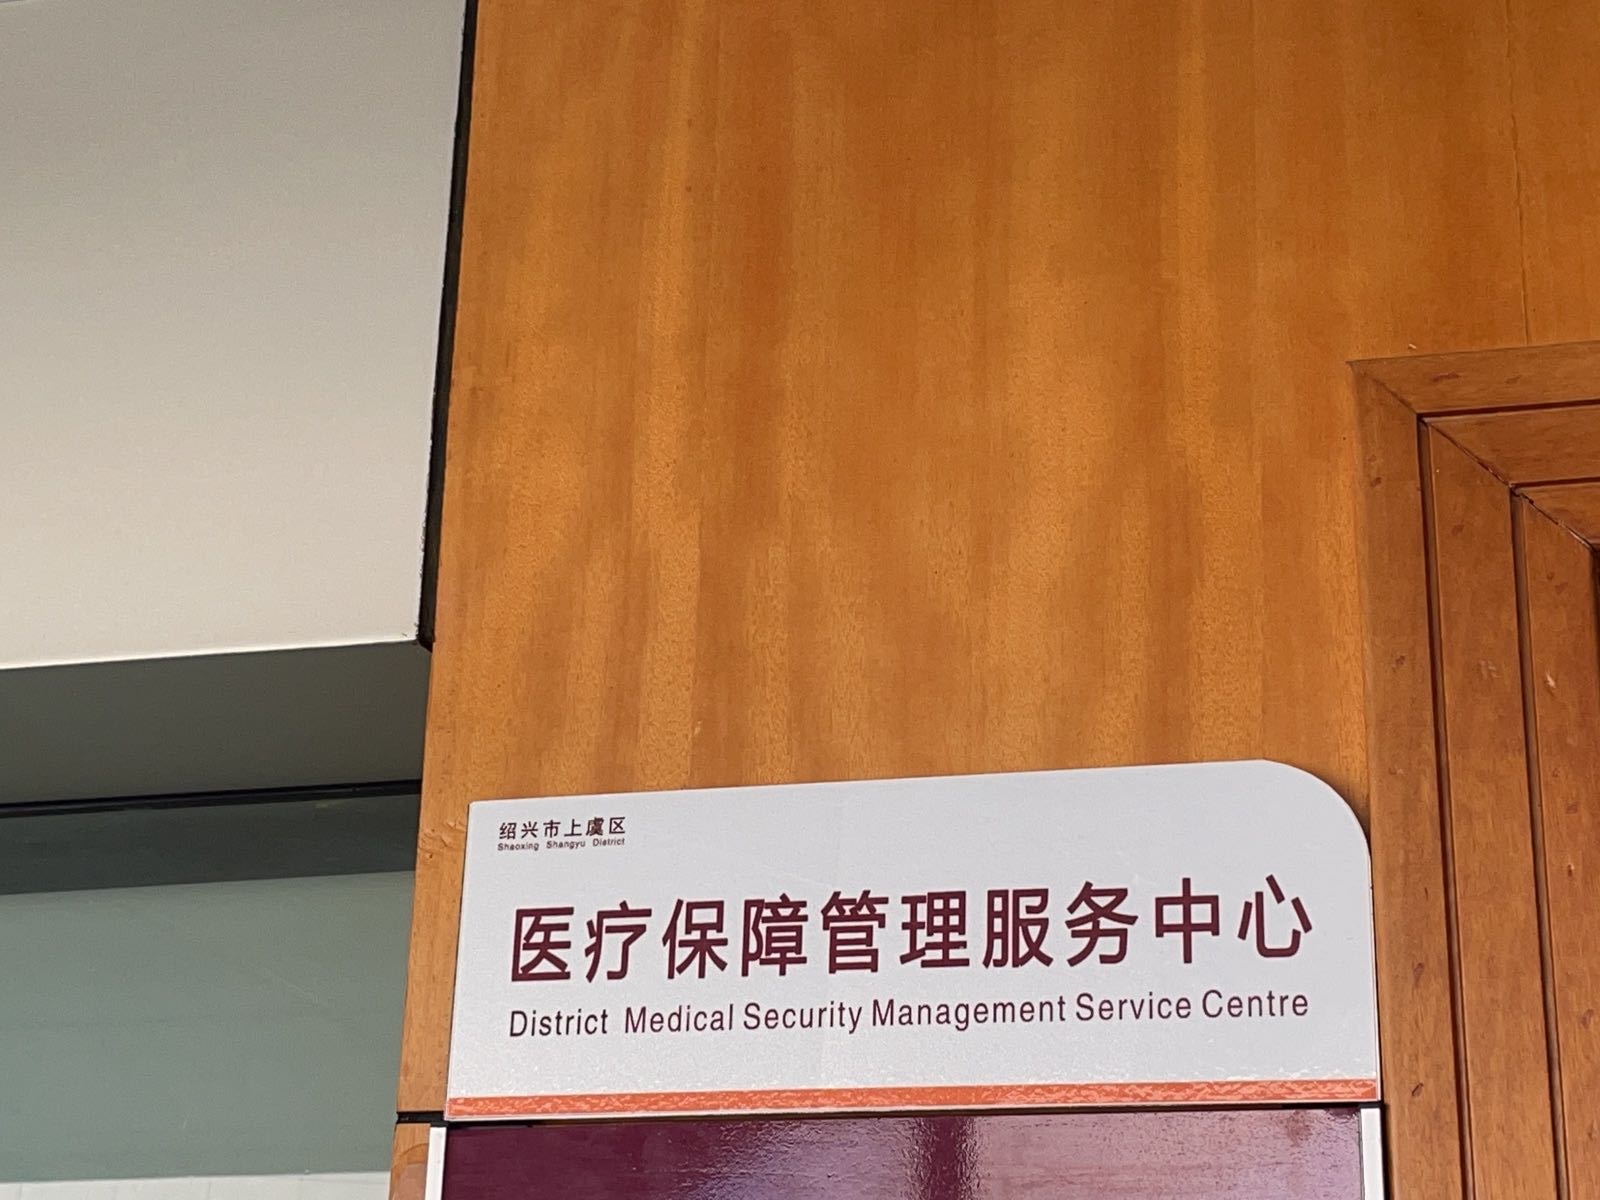 绍兴市上虞区
Shaoxing Shangyu District
医疗保障管理服务中心
District Medical Security Management Service Centre